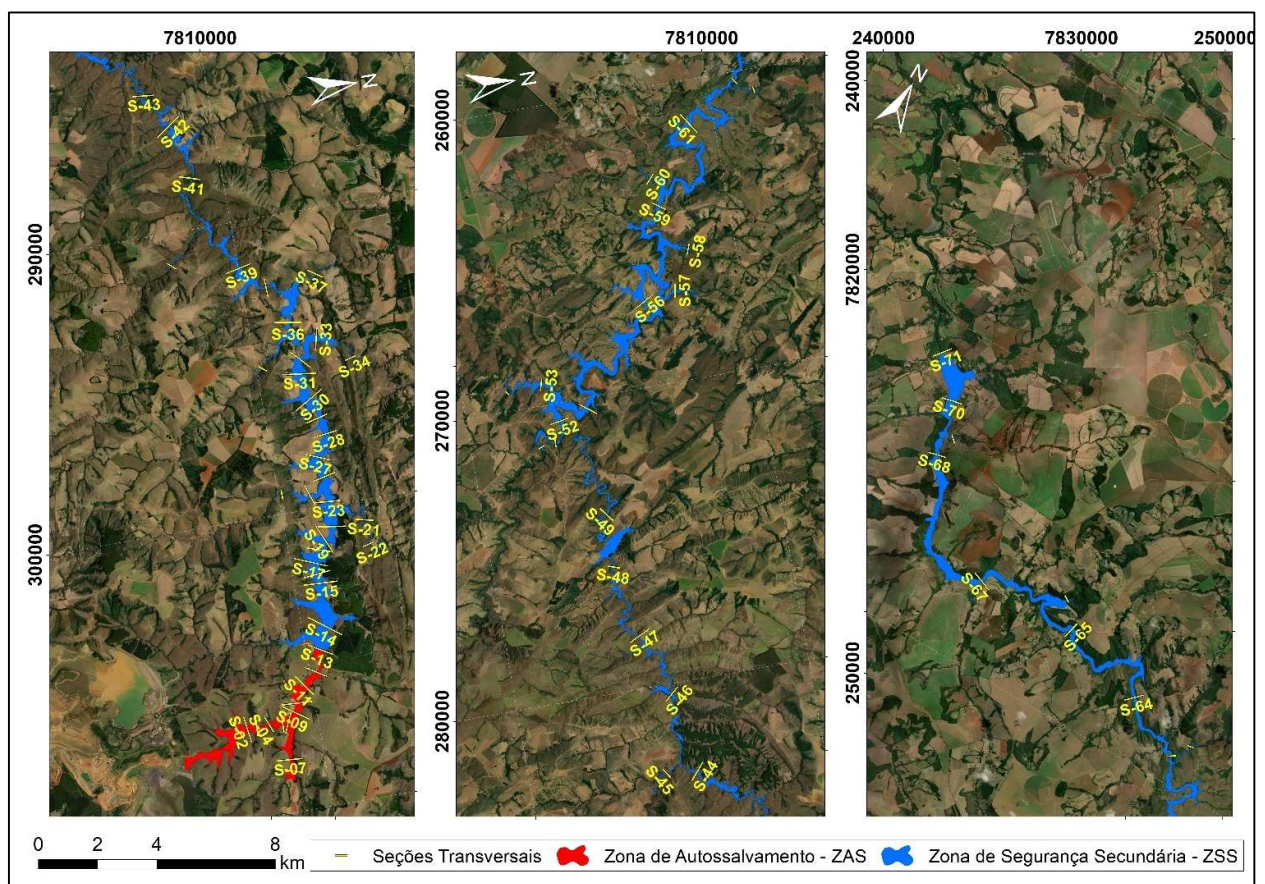 7810000
7810000
240000
7830000
250000
N
N
N
240000
S-43
S-42
S-41
290000
S-39
S-37
S-36
S-33
S-34
S-31
S-30
S-28
S-27
S-23
S-21
S-22
S-19
S-17
S-15
300000
S-14
S-13
S-11
S-09
S-04
S-02
S-07
260000
S-61
S-60
S-59
S-58
S-57
S-56
S-53
S-52
270000
S-49
S-48
S-47
S-46
S-45
S-44
280000
7820000
S-71
S-70
S-68
S-67
S-65
S-64
250000
0 2 4 8
km
Seções Transversais
Zona de Autossalvamento - ZAS
Zona de Segurança Secundária - ZSS